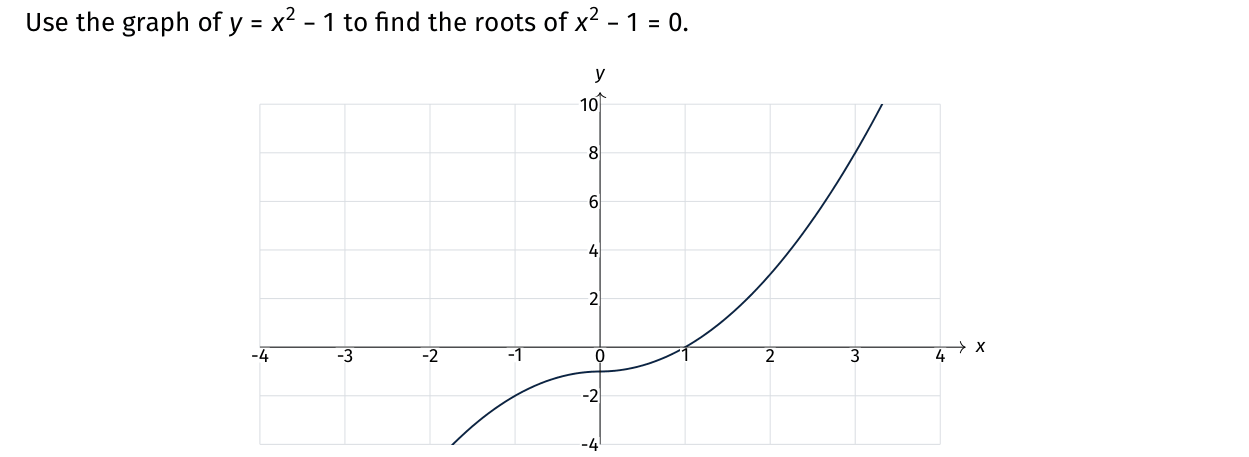 Use the graph of y = x² – 1 to find the roots of x² – 1 = 0.
y
10
8
6
4
2
-4 -3 -2 -1 0 1 2 3 4 x
-2
-4